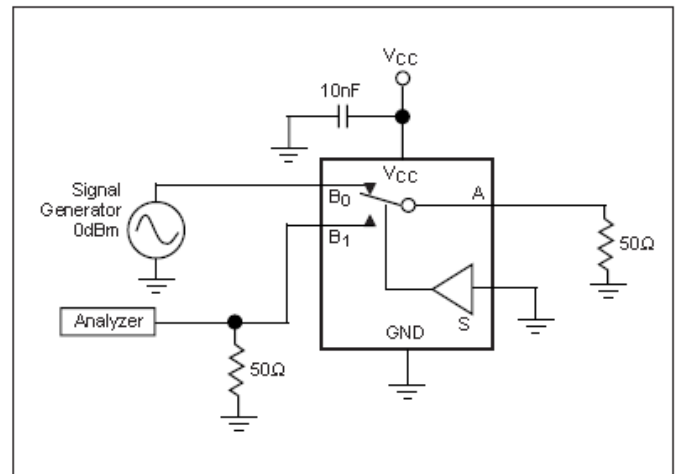 VCC
10nF
VCC
Signal
Generator
0dBm
B0
A
B1
50Ω
Analyzer
S
GND
50Ω